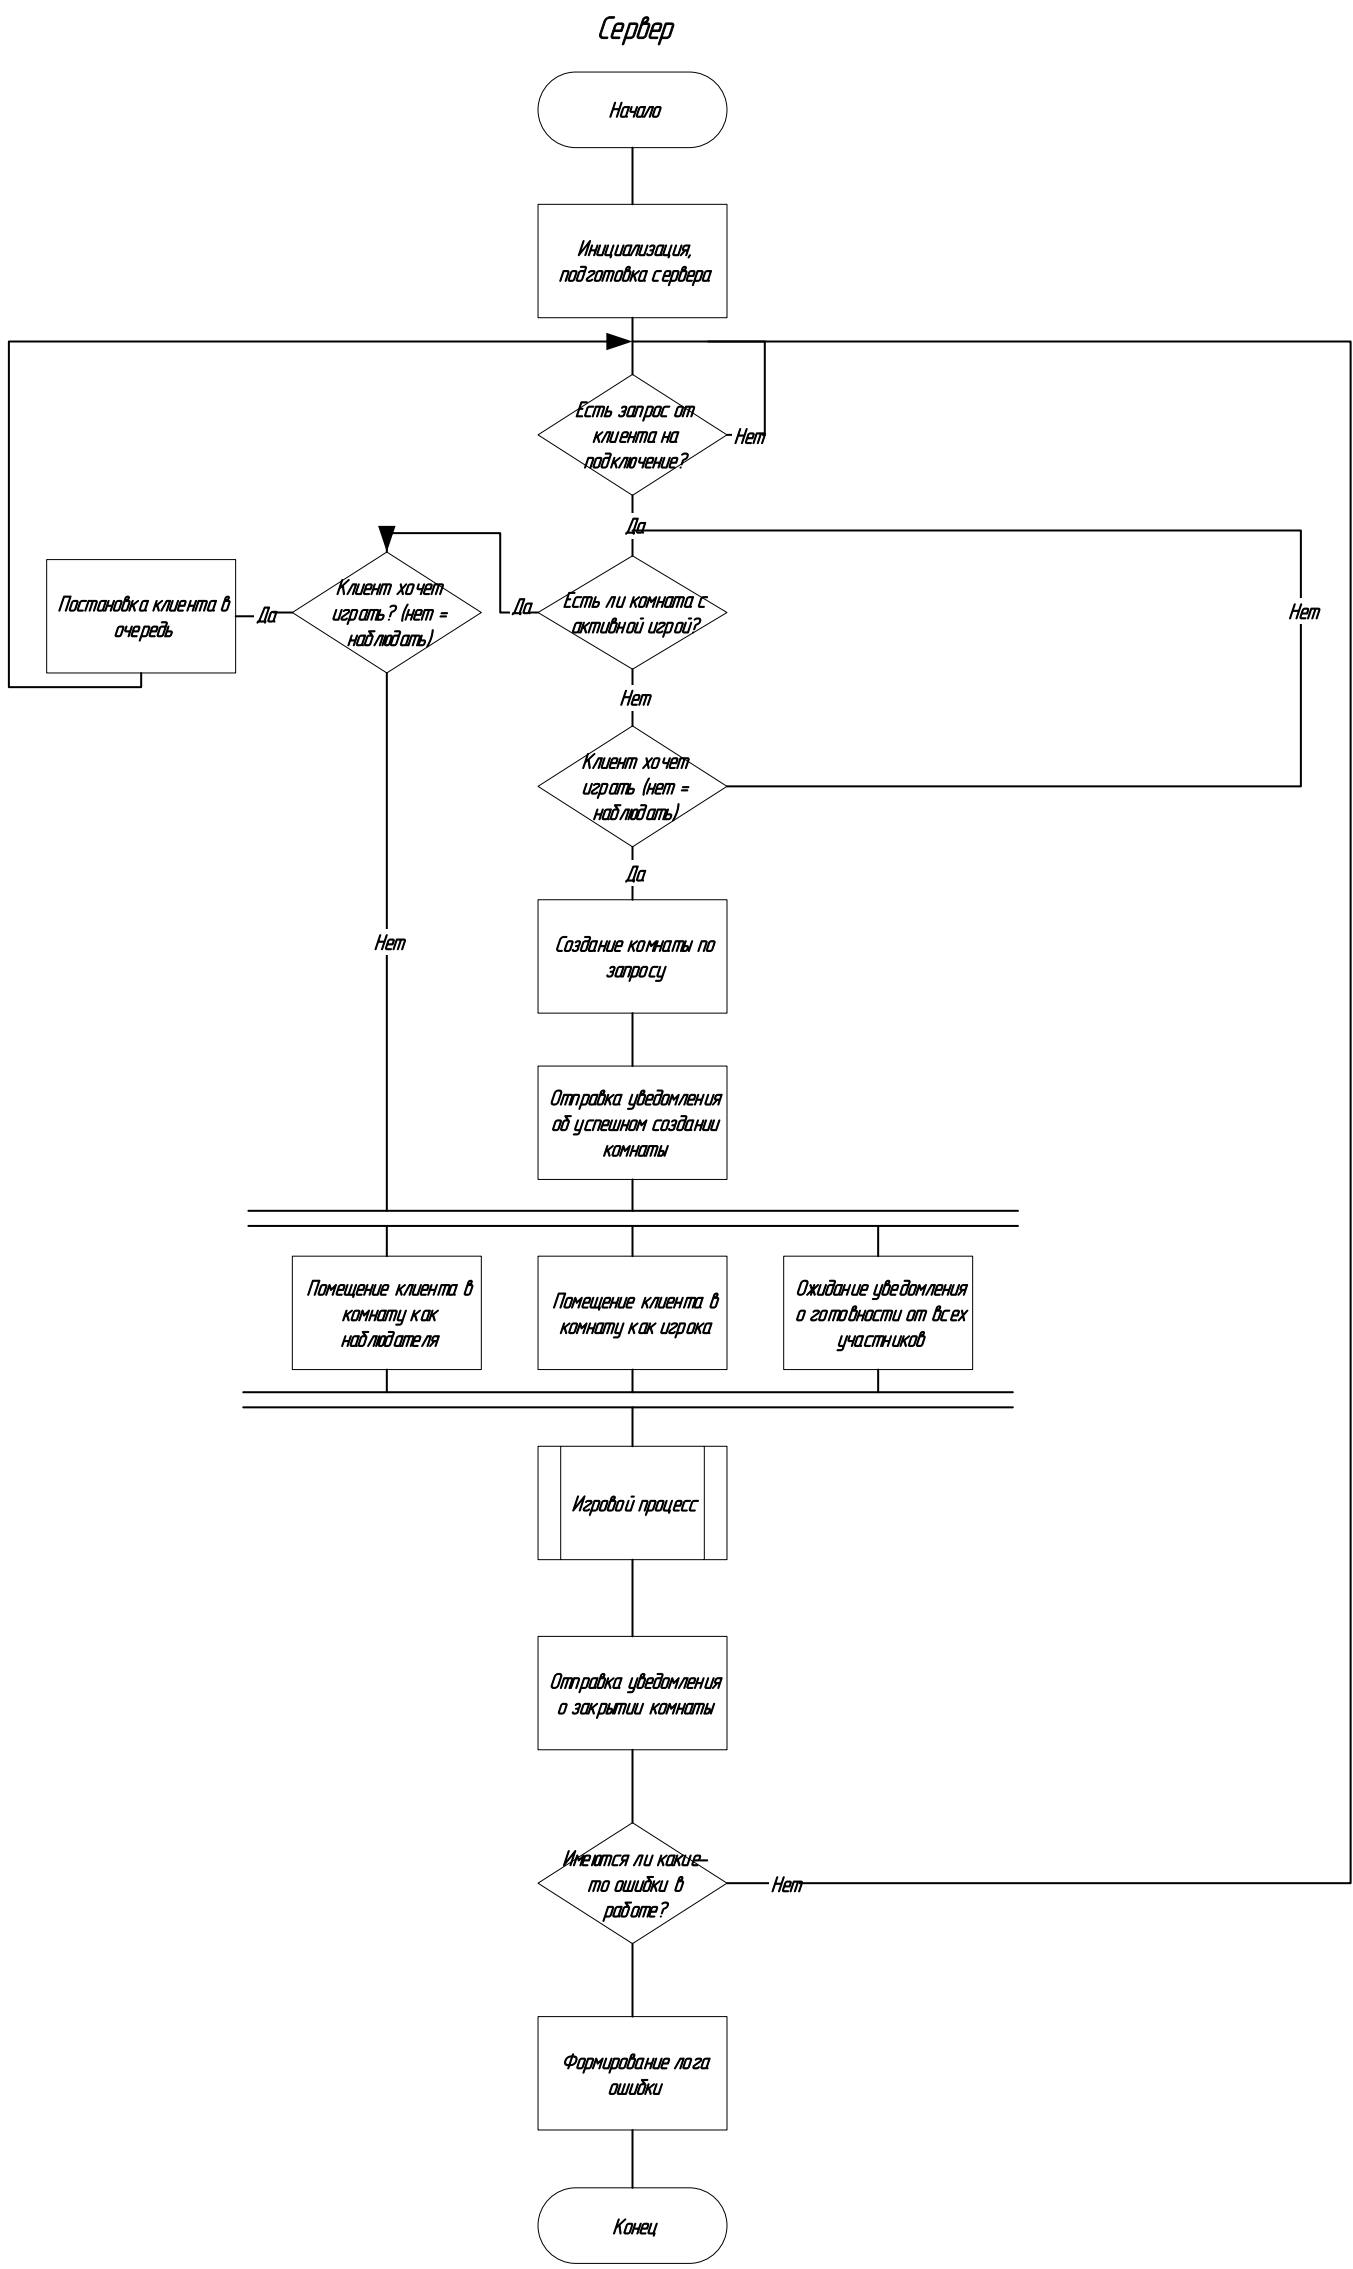 Сервер
Начало
Инициализация,
подготовка сервера
Есть запрос от
клиента на
подключение?
Нет
Да
Постановка клиента в
очередь
Да
Клиент хочет
играть? (нет =
наблюдать)
Да
Есть ли комната с
активной игрой?
Нет
Нет
Клиент хочет
играть (нет =
наблюдать)
Да
Нет
Создание комнаты по
запросу
Отправка уведомления
об успешном создании
комнаты
Помещение клиента в
комнату как
наблюдателя
Помещение клиента в
комнату как игрока
Ожидание уведомления
о готовности от всех
участников
Игровой процесс
Отправка уведомления
о закрытии комнаты
Имеются ли какие-
то ошибки в
работе?
Нет
Формирование лога
ошибки
Конец